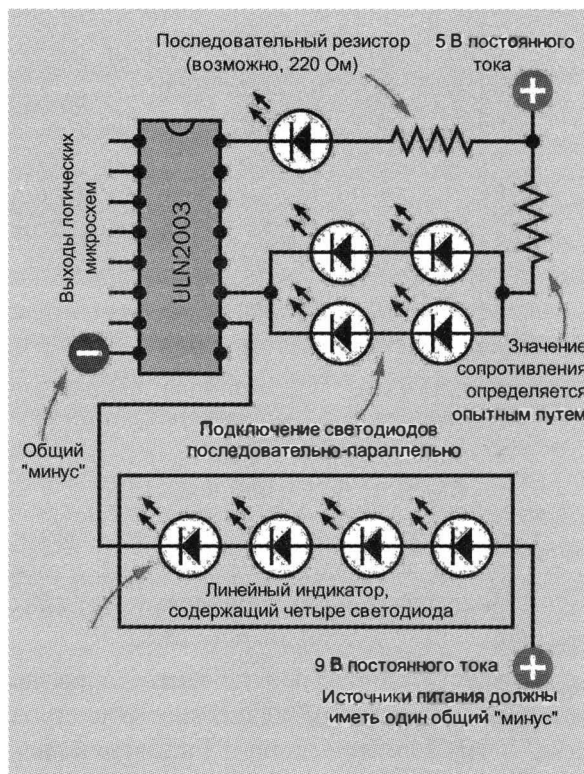 Последовательный резистор
(возможно, 220 Ом)
5 В постоянного
тока
Выходы логических
микросхем
ULN2003
Значение
сопротивления
определяется
опытным путем
Общий
"минус"
Подключение светодиодов
последовательно-параллельно
Линейный индикатор,
содержащий четыре светодиода
9 В постоянного тока
Источники питания должны
иметь один общий "минус"